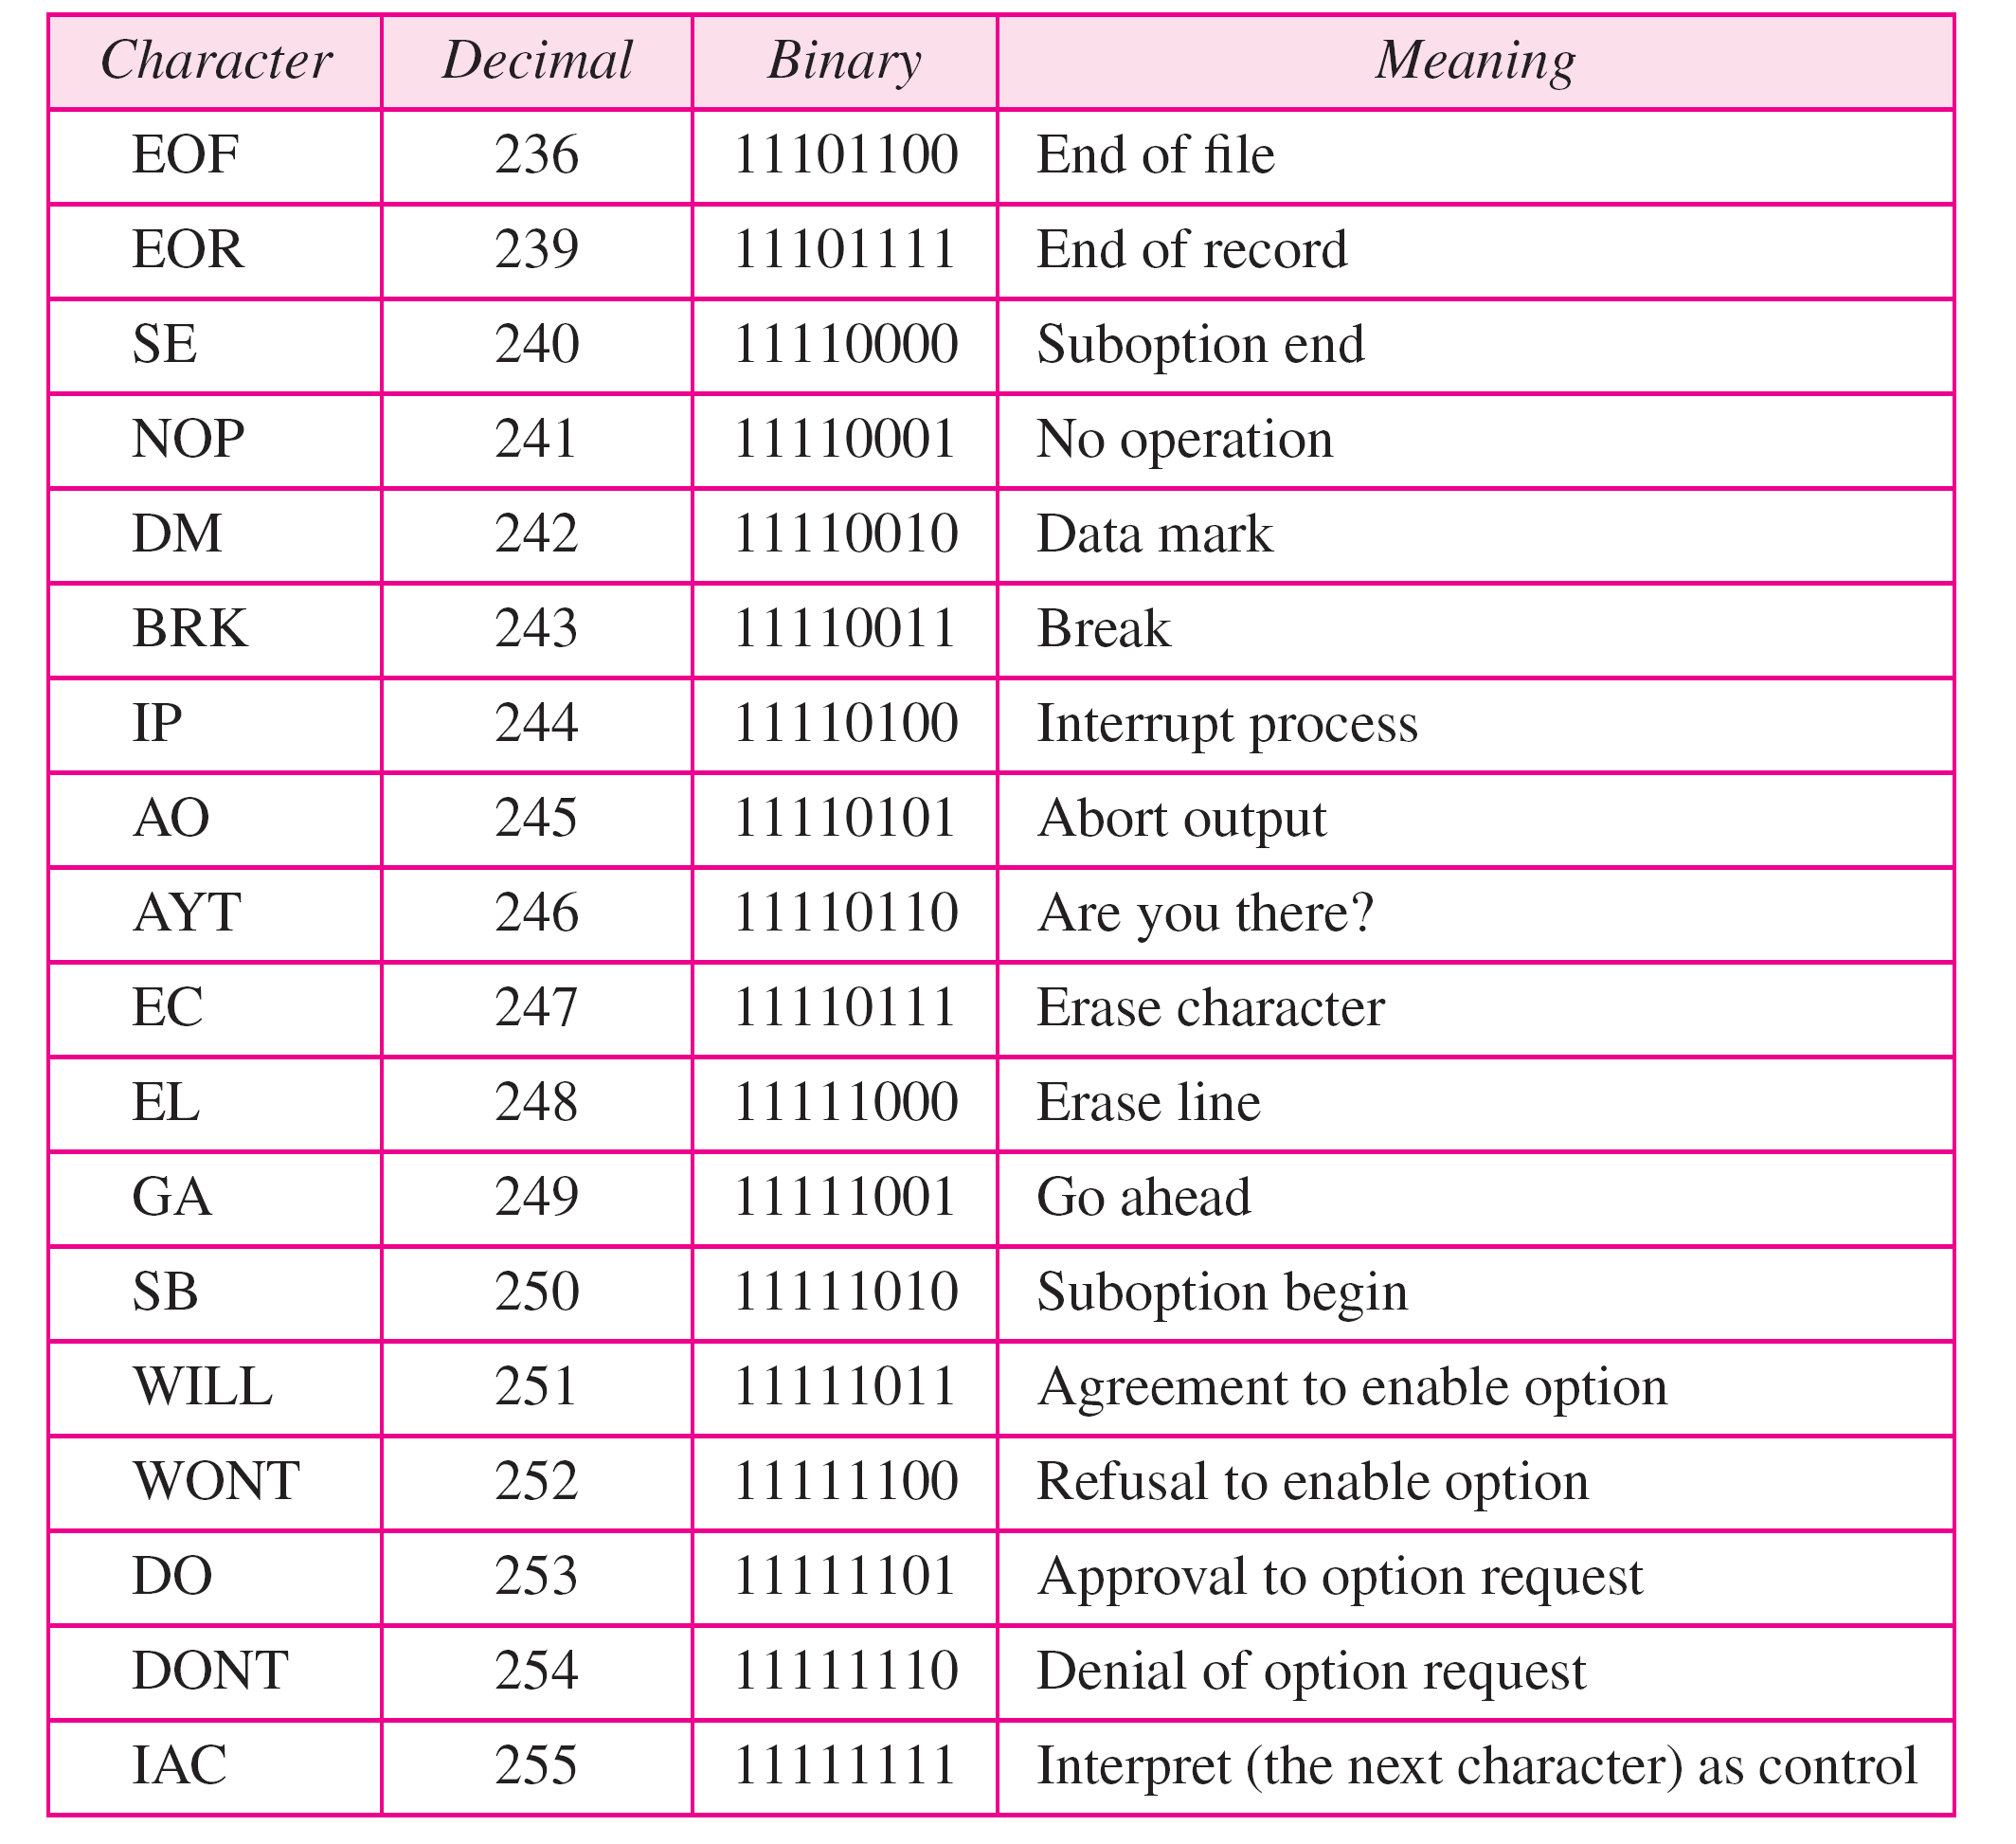 Character Decimal Binary Meaning
EOF 236 11101100 End of file
EOR 239 11101111 End of record
SE 240 11110000 Suboption end
NOP 241 11110001 No operation
DM 242 11110010 Data mark
BRK 243 11110011 Break
IP 244 11110100 Interrupt process
AO 245 11110101 Abort output
AYT 246 11110110 Are you there?
EC 247 11110111 Erase character
EL 248 11111000 Erase line
GA 249 11111001 Go ahead
SB 250 11111010 Suboption begin
WILL 251 11111011 Agreement to enable option
WONT 252 11111100 Refusal to enable option
DO 253 11111101 Approval to option request
DONT 254 11111110 Denial of option request
IAC 255 11111111 Interpret (the next character) as control